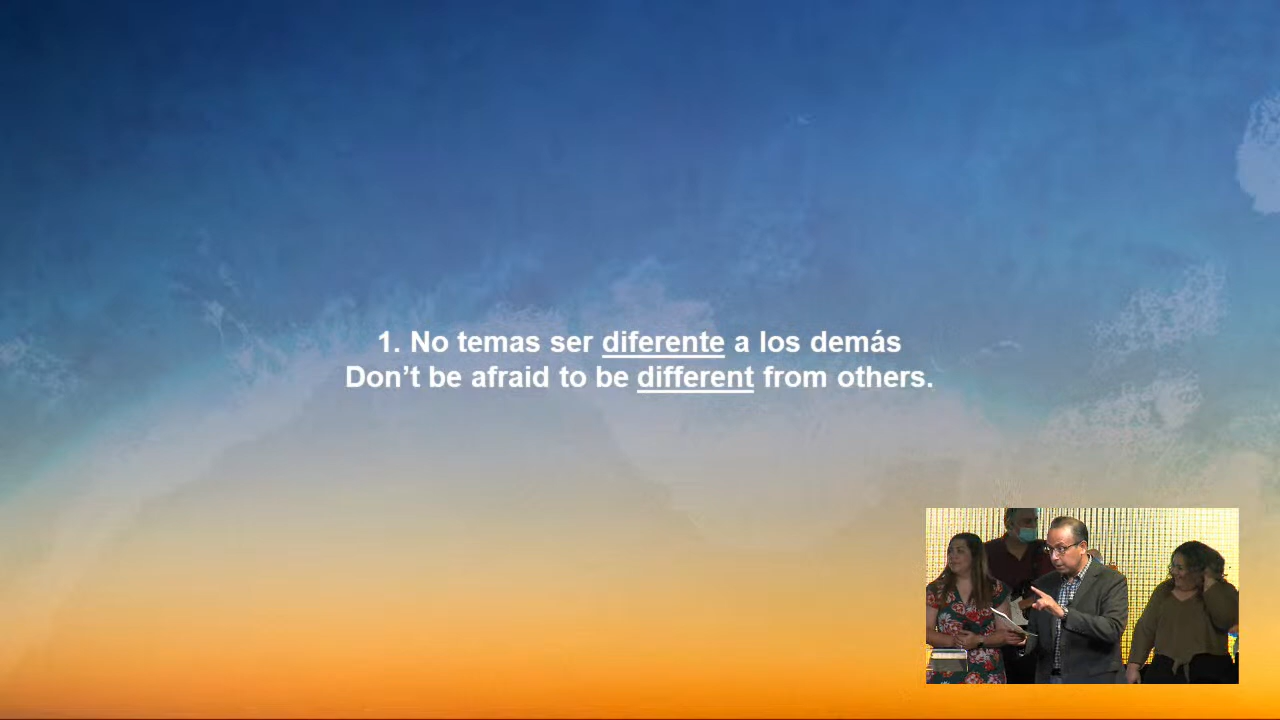 1. No temas ser diferente a los demás
Don’t be afraid to be different from others.